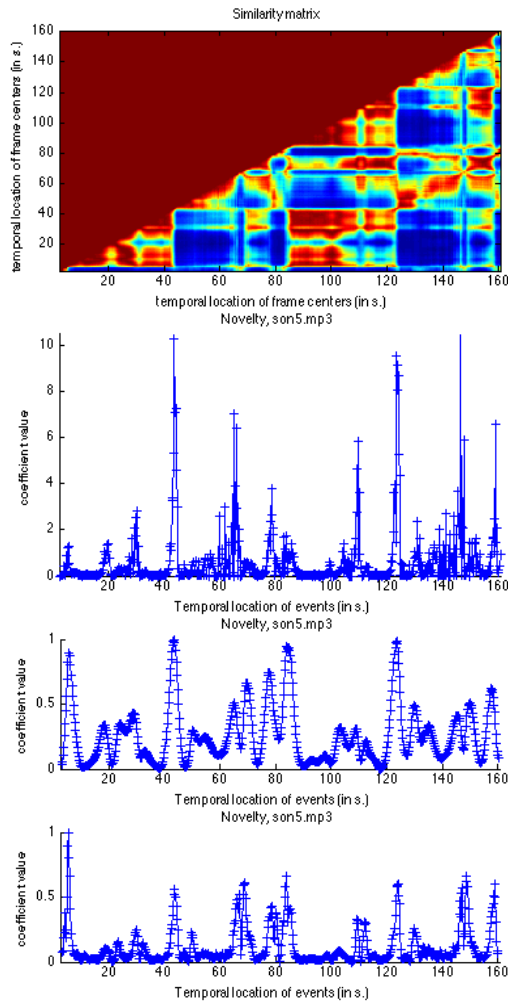 Similarity matrix
temporal location of frame centers (in s.)
160
140
120
100
80
60
40
20
20 40 60 80 100 120 140 160
temporal location of frame centers (in s.)
Novelty, son5.mp3
coefficient value
10
8
6
4
2
0
20 40 60 80 100 120 140 160
Temporal location of events (in s.)
Novelty, son5.mp3
coefficient value
1
0.5
0
20 40 60 80 100 120 140 160
Temporal location of events (in s.)
Novelty, son5.mp3
coefficient value
1
0.5
0
20 40 60 80 100 120 140 160
Temporal location of events (in s.)